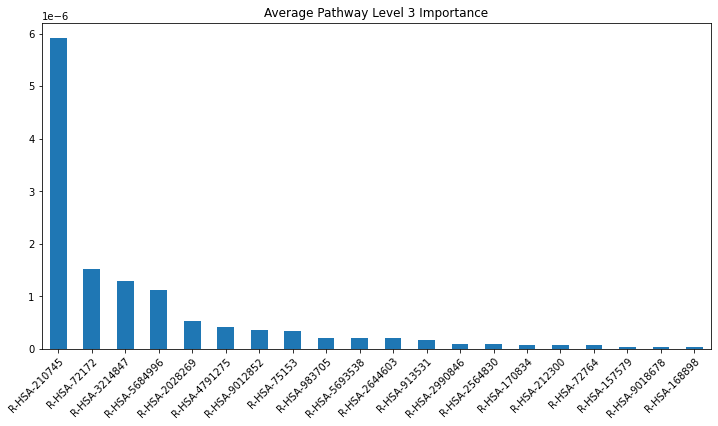 Average Pathway Level 3 Importance
1e−6
6
5
4
3
2
1
0
R-HSA-210745
R-HSA-72172
R-HSA-3214847
R-HSA-5684996
R-HSA-2028269
R-HSA-4791275
R-HSA-9012852
R-HSA-75153
R-HSA-983705
R-HSA-5693538
R-HSA-2644603
R-HSA-913531
R-HSA-2990846
R-HSA-2564830
R-HSA-170834
R-HSA-212300
R-HSA-72764
R-HSA-157579
R-HSA-9018678
R-HSA-168898